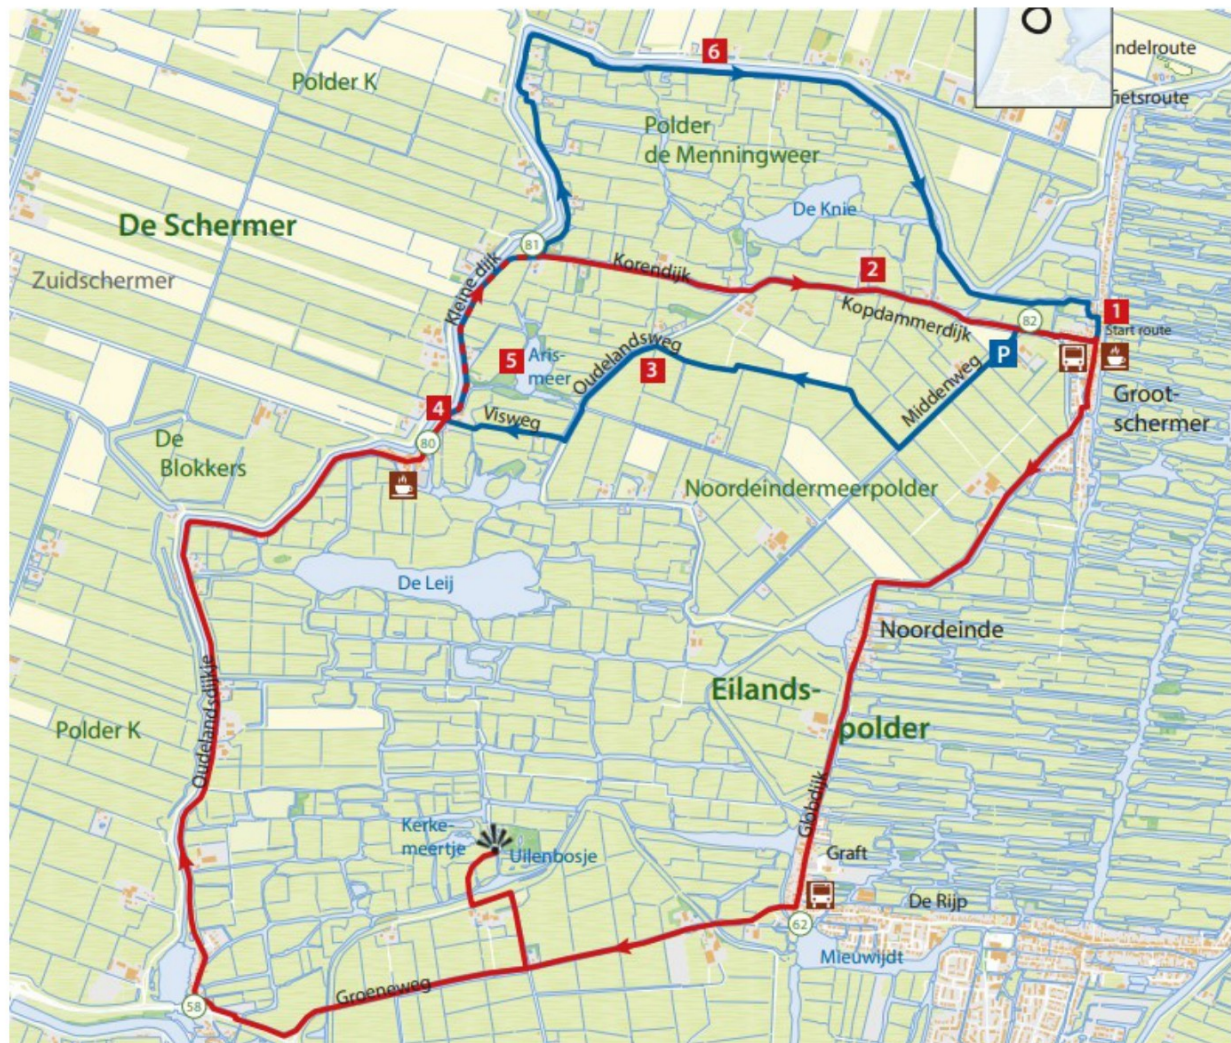 6
ndelroute
Polder K
fietsroute
Polder
de Menningweer
De Knie
De Schermer
81
Zuidschermer
Korendijk
2
Kleine-dijk
Kopdammerdijk
82
1
Start route
P
5
Aris-
meer
Oudelandsweg
3
Middenweg
Groot-
schermer
4
Visweg
De
Blokkers
80
Noordeindermeerpolder
De Leij
Noordeinde
Oudelandsdijkje
Eilands-
polder
Polder K
Globdijk
Kerke-
meertje
Uilenbosje
Graft
De Rijp
62
Mieuwijdt
Groeneweg
58